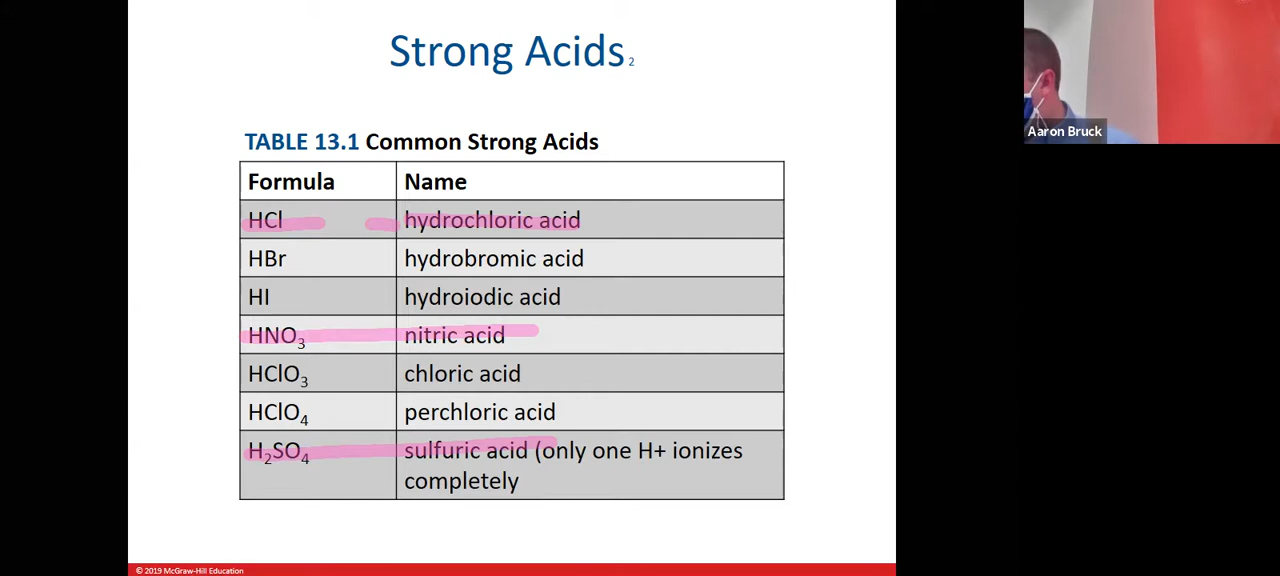 Strong Acids 2
TABLE 13.1 Common Strong Acids
Formula Name
HCl hydrochloric acid
HBr hydrobromic acid
HI hydroiodic acid
HNO3 nitric acid
HClO3 chloric acid
HClO4 perchloric acid
H2SO4 sulfuric acid (only one H+ ionizes
completely
© 2019 McGraw-Hill Education
Aaron Bruck